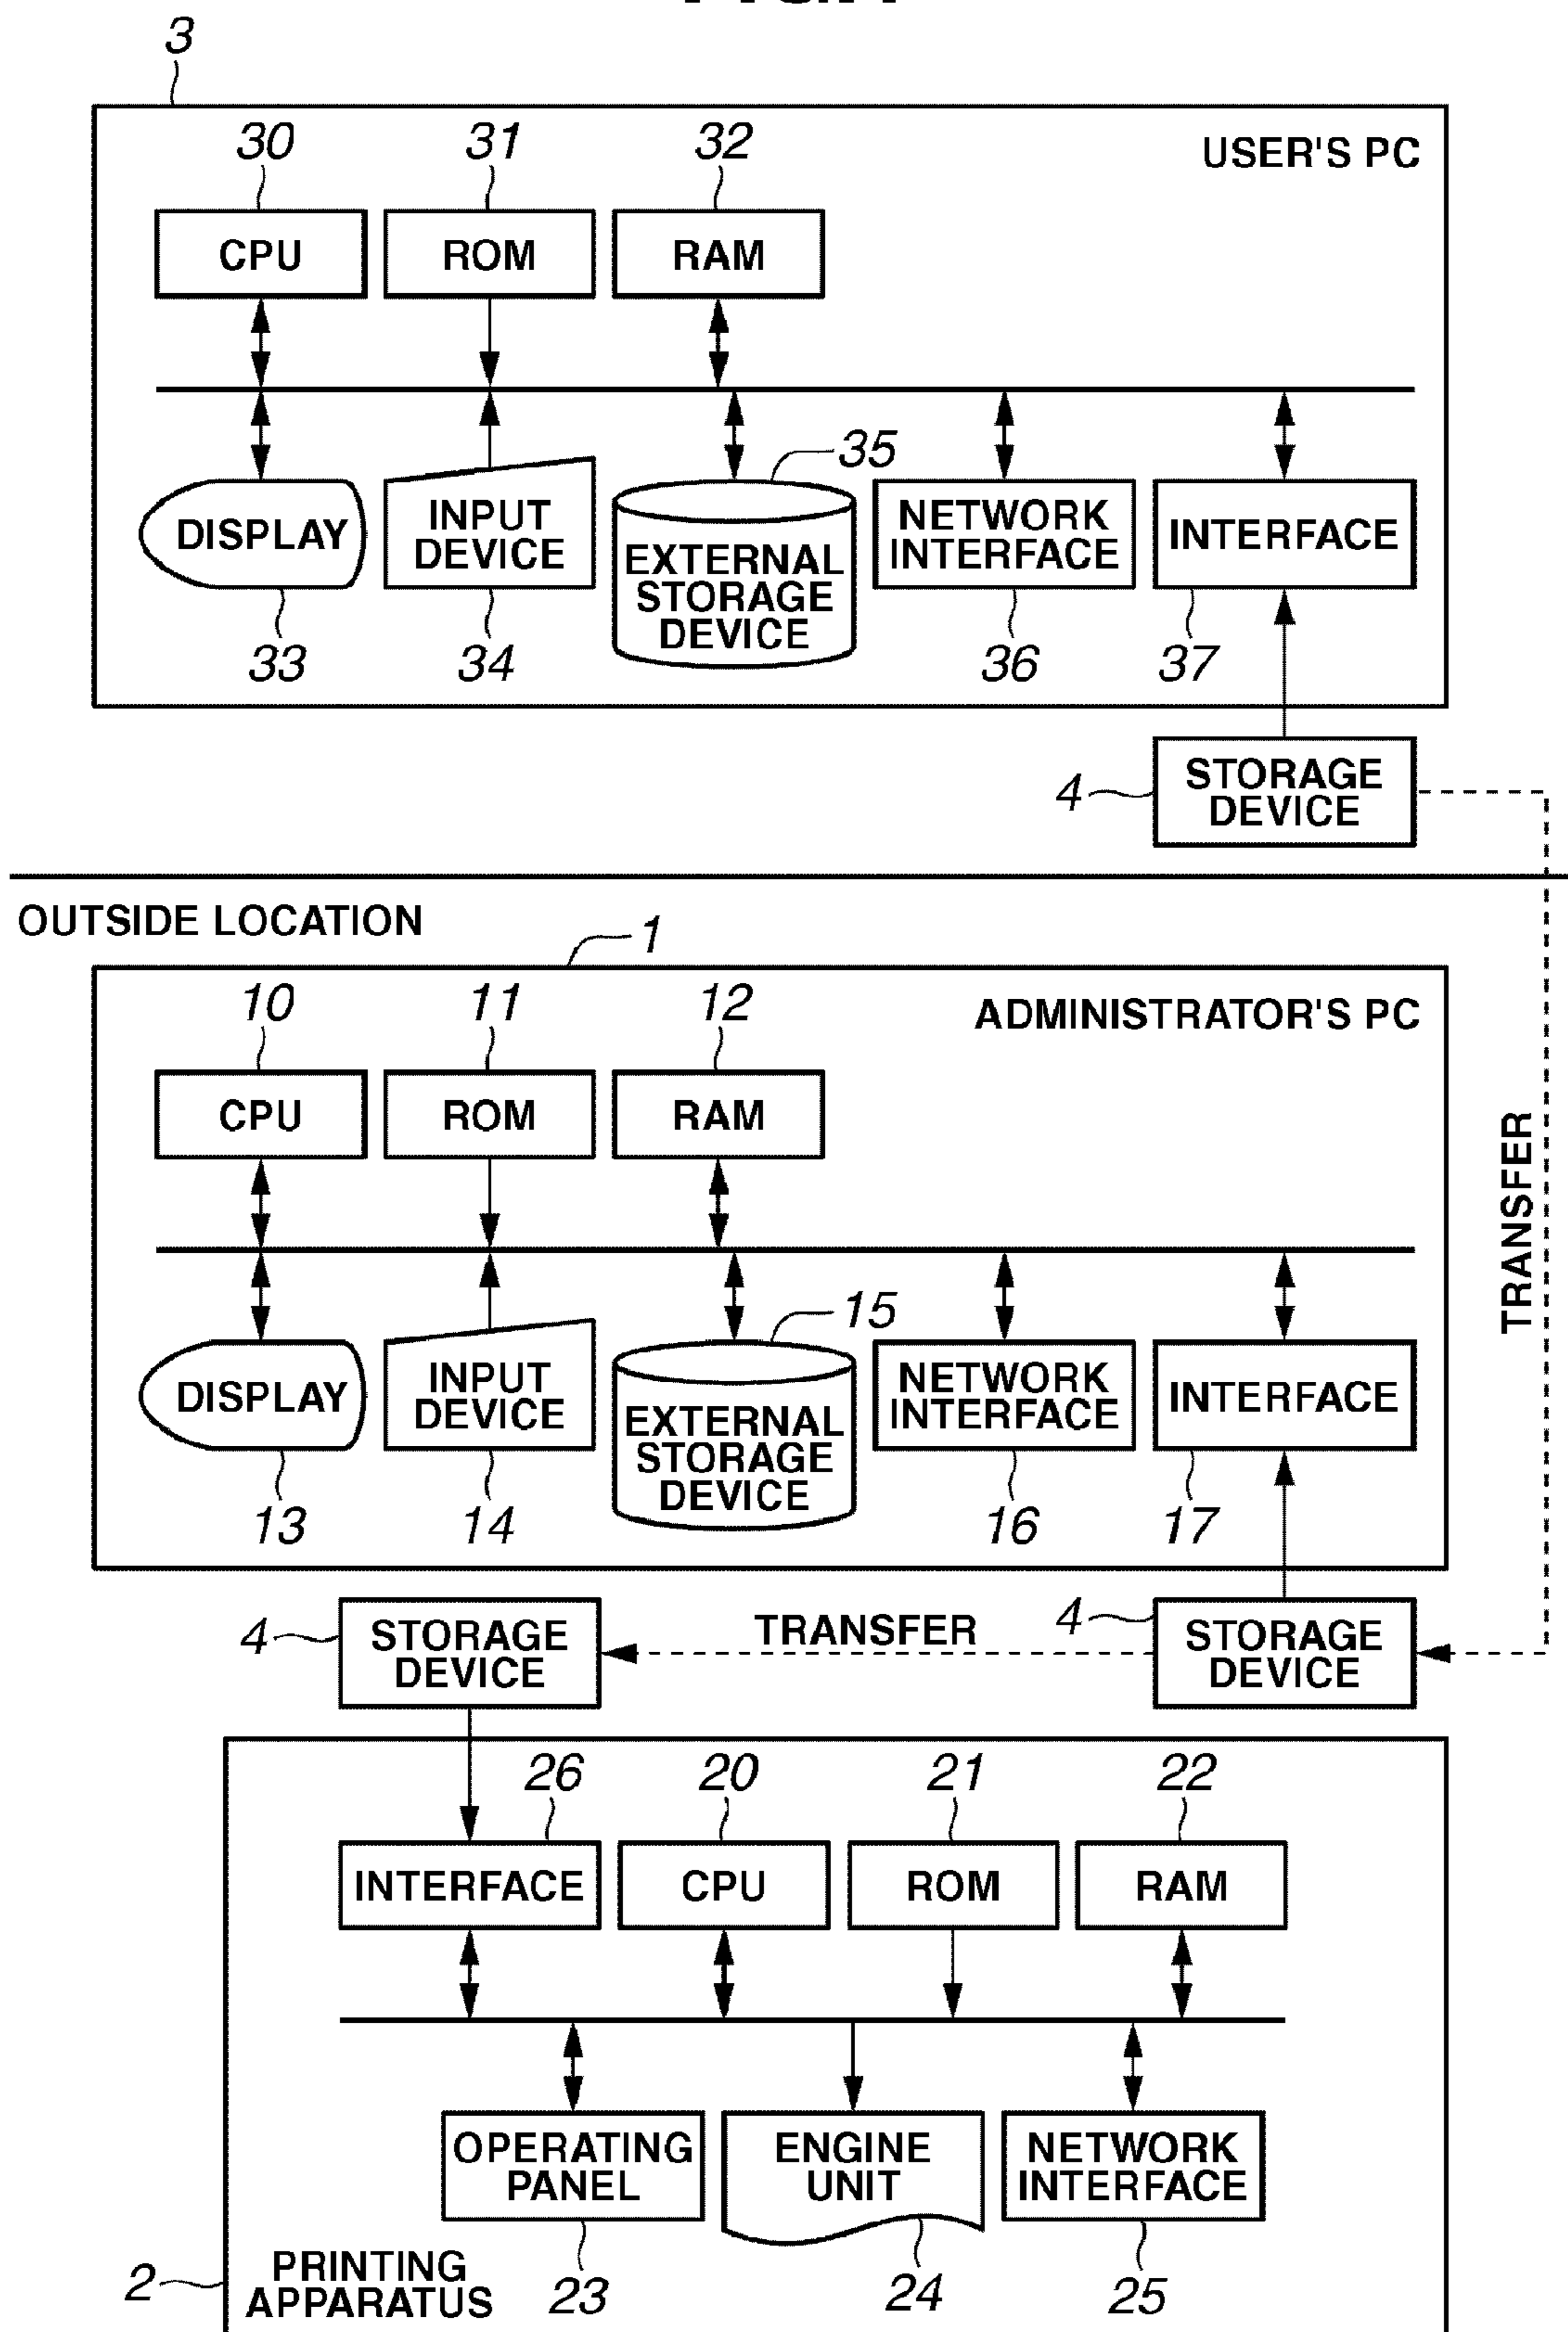 3
30 31 32
USER'S PC
CPU ROM RAM
35
DISPLAY
INPUT
DEVICE
EXTERNAL
STORAGE
DEVICE
NETWORK
INTERFACE
INTERFACE
33 34 36 37
4
STORAGE
DEVICE
OUTSIDE LOCATION
1
10 11 12
ADMINISTRATOR'S PC
CPU ROM RAM
TRANSFER
15
DISPLAY
INPUT
DEVICE
EXTERNAL
STORAGE
DEVICE
NETWORK
INTERFACE
INTERFACE
13 14 16 17
4
STORAGE
DEVICE
TRANSFER
4
STORAGE
DEVICE
26 20 21 22
INTERFACE CPU ROM RAM
OPERATING
PANEL
ENGINE
UNIT
NETWORK
INTERFACE
2
PRINTING
APPARATUS
23 24 25